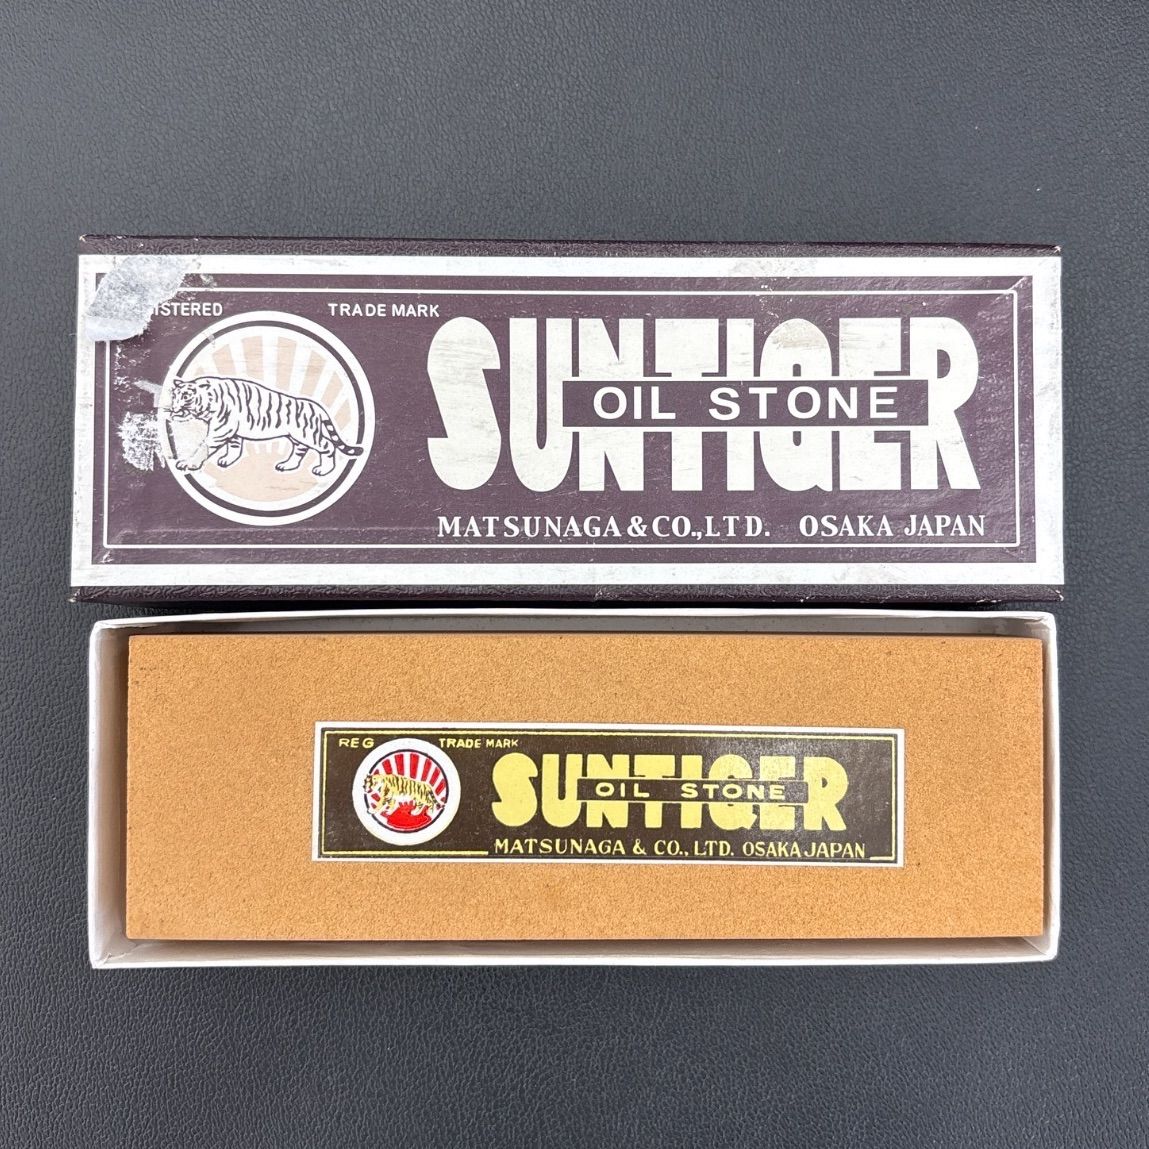 TRADE MARK
SUNTIGER
OIL STONE
MATSUNAGA & CO., LTD. OSAKA JAPAN
REG TRADE MARK
SUNTIGER
OIL STONE
MATSUNAGA & CO., LTD. OSAKA JAPAN